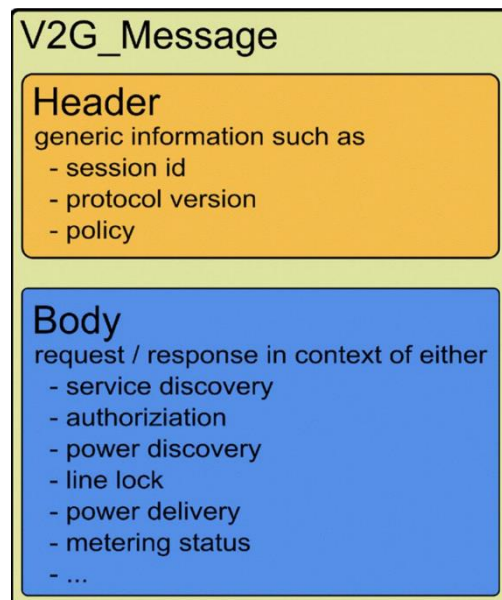 V2G_Message
Header
generic information such as
- session id
- protocol version
- policy
Body
request / response in context of either
- service discovery
- authoriziation
- power discovery
- line lock
- power delivery
- metering status
- ...